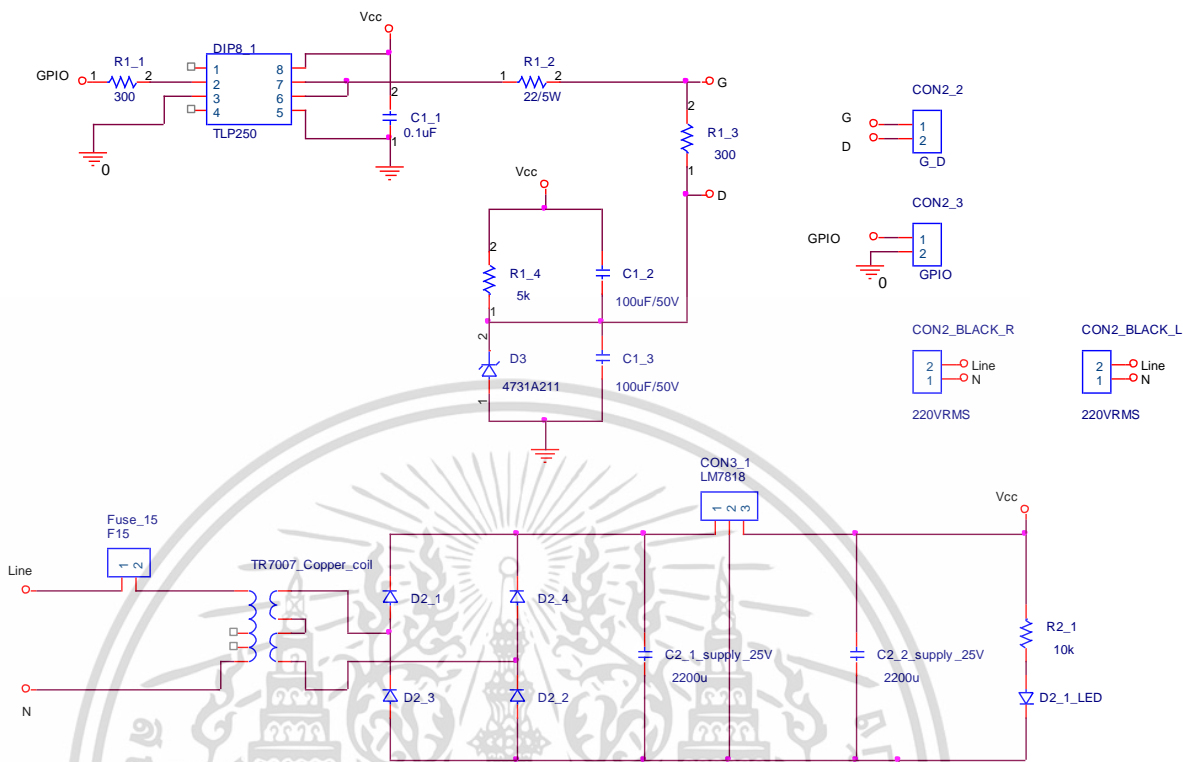 Vcc
DIP8_1
GPIO
1
R1_1
2
300
1
2
3
4
8
7
6
5
TLP250
0
2
C1_1
0.1uF
1
1
R1_2
2
22/5W
G
2
R1_3
300
1
D
CON2_2
G
D
1
2
G_D
CON2_3
GPIO
1
2
GPIO
0
Vcc
2
R1_4
5k
1
C1_2
100uF/50V
2
D3
4731A211
1
C1_3
100uF/50V
CON2_BLACK_R
2
1
Line
N
220VRMS
CON2_BLACK_L
2
1
Line
N
220VRMS
Fuse_15
F15
1 2
Line
N
TR7007_Copper_coil
D2_1
D2_4
D2_3
D2_2
CON3_1
LM7818
1 2 3
C2_1_supply_25V
2200u
C2_2_supply_25V
2200u
Vcc
R2_1
10k
D2_1_LED